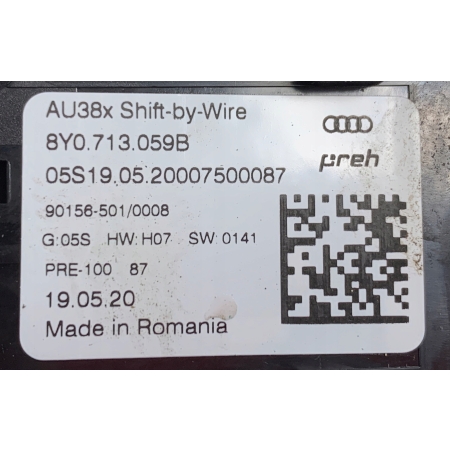 AU38x Shift-by-Wire
8Y0.713.059B
preh
05S19.05.20007500087
90156-501/0008
G:05S HW:H07 SW:0141
PRE-100 87
19.05.20
Made in Romania